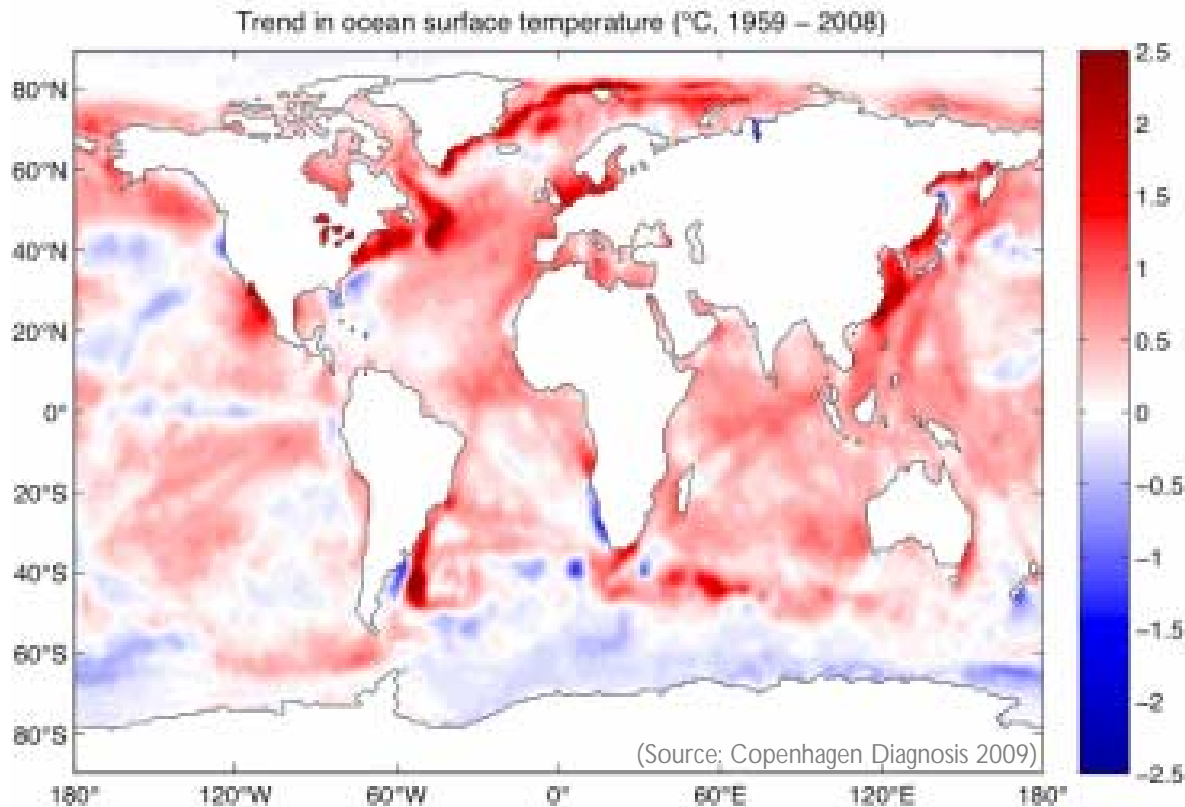 Trend in ocean surface temperature (°C, 1959 – 2008)
80°N
60°N
40°N
20°N
0°
20°S
40°S
60°S
80°S
180°
120°W
60°W
0°
60°E
120°E
180°
2.5
2
1.5
1
0.5
0
−0.5
−1
−1.5
−2
−2.5
(Source: Copenhagen Diagnosis 2009)